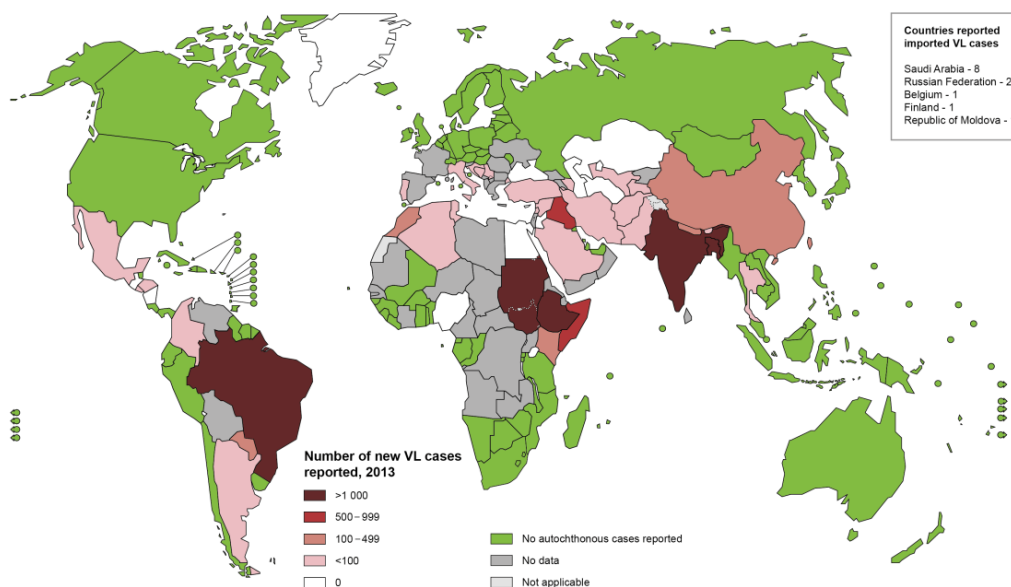 Countries reported
imported VL cases
Saudi Arabia - 8
Russian Federation - 2
Belgium - 1
Finland - 1
Republic of Moldova -
Number of new VL cases
reported, 2013
>1 000
500–999
100–499
<100
0
No autochthonous cases reported
No data
Not applicable